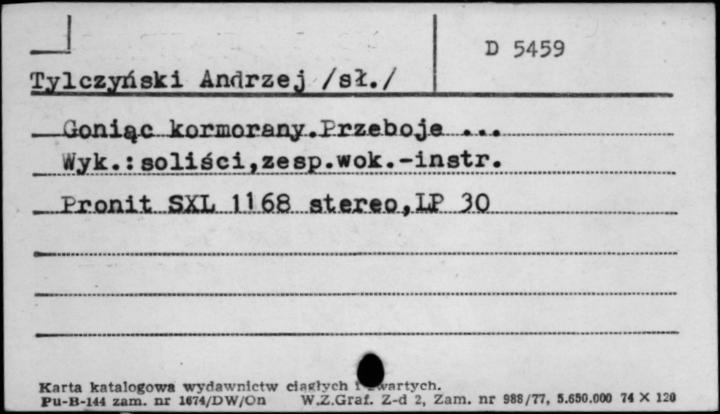 D 5459
Tylczyński Andrzej /sł./
Goniąc kormorany.Przeboje ...
Wyk.:soliści,zesp.wok.-instr.
Pronit SXL 1168 stereo,LP 30
Karta katalogowa wydawnictw ciągłych i zwartych.
Pu-B-144 zam. nr 1674/DW/On W.Z.Graf. Z-d 2, Zam. nr 988/77, 5.650.000 74 X 120